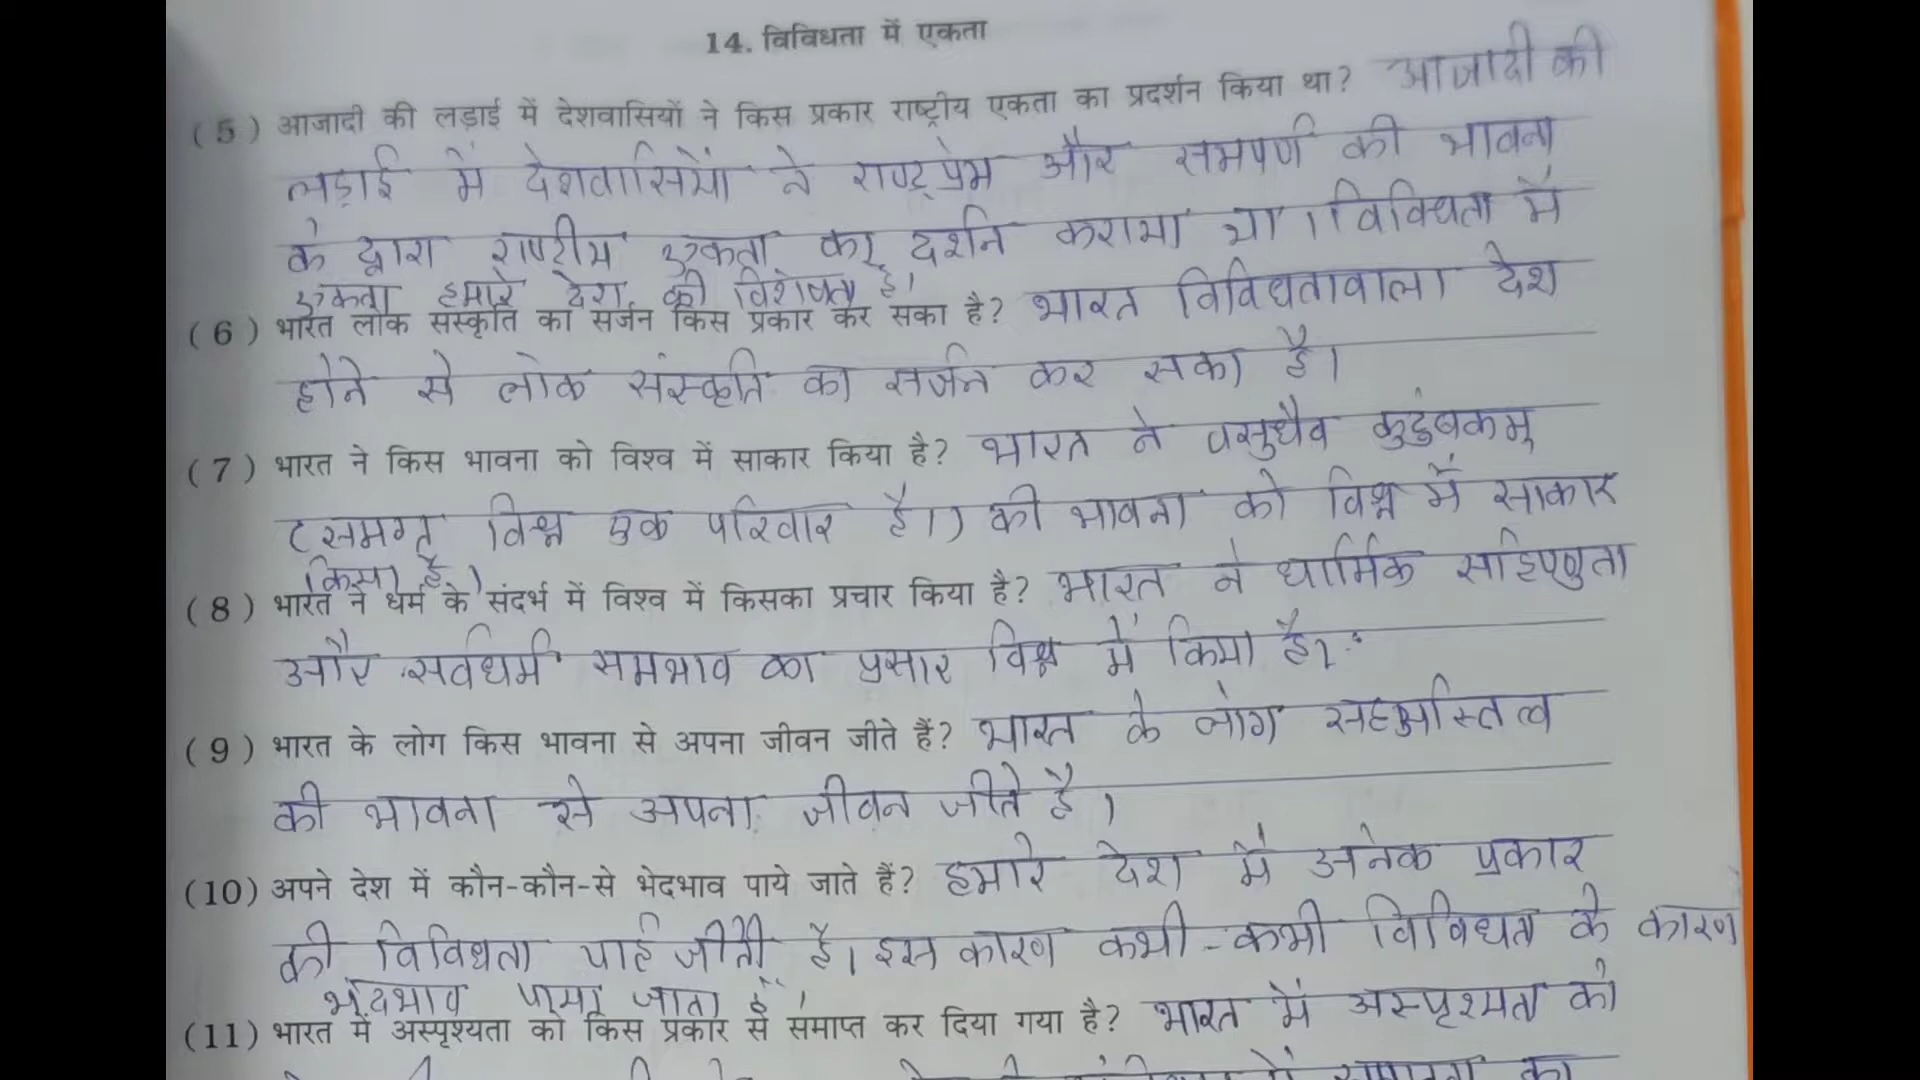 14. विविधता में एकता
(5) आजादी की लड़ाई में देशवासियों ने किस प्रकार राष्ट्रीय एकता का प्रदर्शन किया था? आजादी की
लड़ाई में देशवासियों ने राष्ट्रप्रेम और समर्पण की भावना
के द्वारा राष्ट्रीय एकता का दर्शन कराया था। विविधता में
एकता हमारे देश की विशेषता है।
(6) भारत लोक संस्कृति का सर्जन किस प्रकार कर सका है? भारत विविधतावाला देश
होने से लोक संस्कृति का सर्जन कर सका है।
(7) भारत ने किस भावना को विश्व में साकार किया है? भारत ने वसुधैव कुटुंबकम्
(समग्र विश्व एक परिवार है।) की भावना को विश्व में साकार
किया है।
(8) भारत ने धर्म के संदर्भ में विश्व में किसका प्रचार किया है? भारत ने धार्मिक सहिष्णुता
और सर्वधर्म समभाव का प्रसार विश्व में किया है।
(9) भारत के लोग किस भावना से अपना जीवन जीते हैं? भारत के लोग सहअस्तित्व
की भावना से अपना जीवन जीते है।
(10) अपने देश में कौन-कौन-से भेदभाव पाये जाते हैं? हमारे देश में अनेक प्रकार
की विविधता पाई जीती है। इस कारण कभी-कभी विविधता के कारण
भेदभाव पाया जाता है।
(11) भारत में अस्पृश्यता को किस प्रकार से समाप्त कर दिया गया है? भारत में अस्पृश्यता को